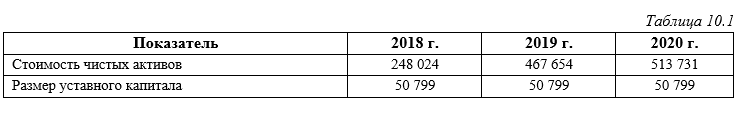 Таблица 10.1
Показатель 2018 г. 2019 г. 2020 г.
Стоимость чистых активов 248 024 467 654 513 731
Размер уставного капитала 50 799 50 799 50 799